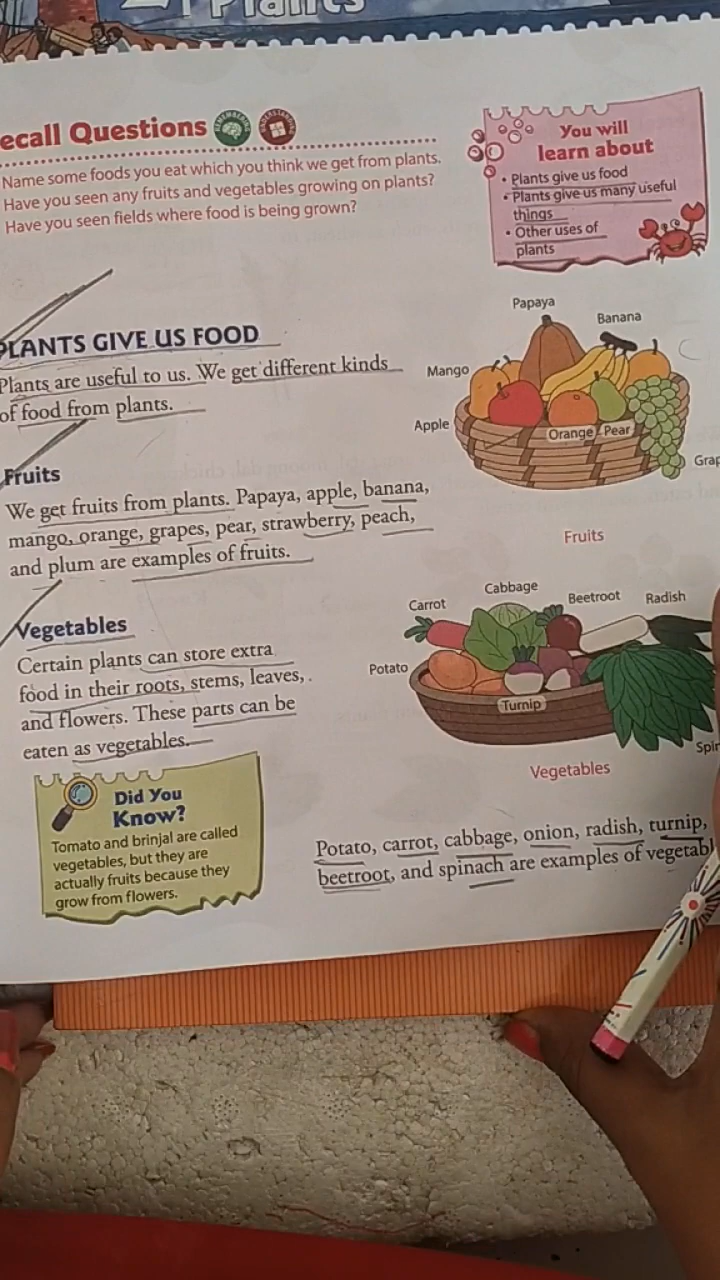 Plants
ecall Questions
REMEMBERING
UNDERSTANDING
Name some foods you eat which you think we get from plants.
Have you seen any fruits and vegetables growing on plants?
Have you seen fields where food is being grown?
You will
learn about
• Plants give us food
• Plants give us many useful
things
• Other uses of
plants
PLANTS GIVE US FOOD
Plants are useful to us. We get different kinds
of food from plants.
Papaya
Banana
Mango
Apple
Orange
Pear
Grap
Fruits
Fruits
We get fruits from plants. Papaya, apple, banana,
mango, orange, grapes, pear, strawberry, peach,
and plum are examples of fruits.
Vegetables
Certain plants can store extra
food in their roots, stems, leaves,
and flowers. These parts can be
eaten as vegetables.
Carrot
Cabbage
Beetroot
Radish
Potato
Turnip
Spin
Vegetables
Did You
Know?
Tomato and brinjal are called
vegetables, but they are
actually fruits because they
grow from flowers.
Potato, carrot, cabbage, onion, radish, turnip,
beetroot, and spinach are examples of vegetabl